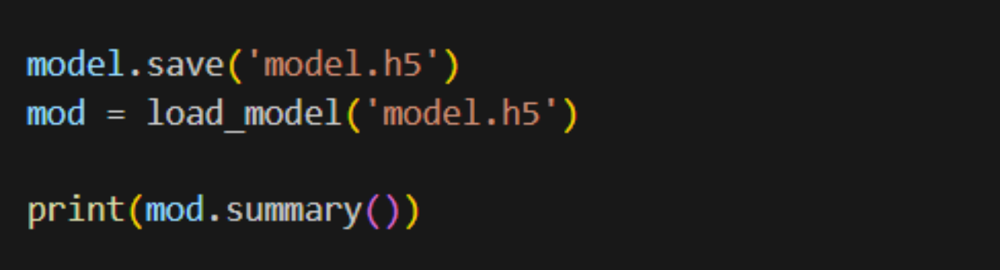 model.save('model.h5')
mod = load_model('model.h5')
print(mod.summary())